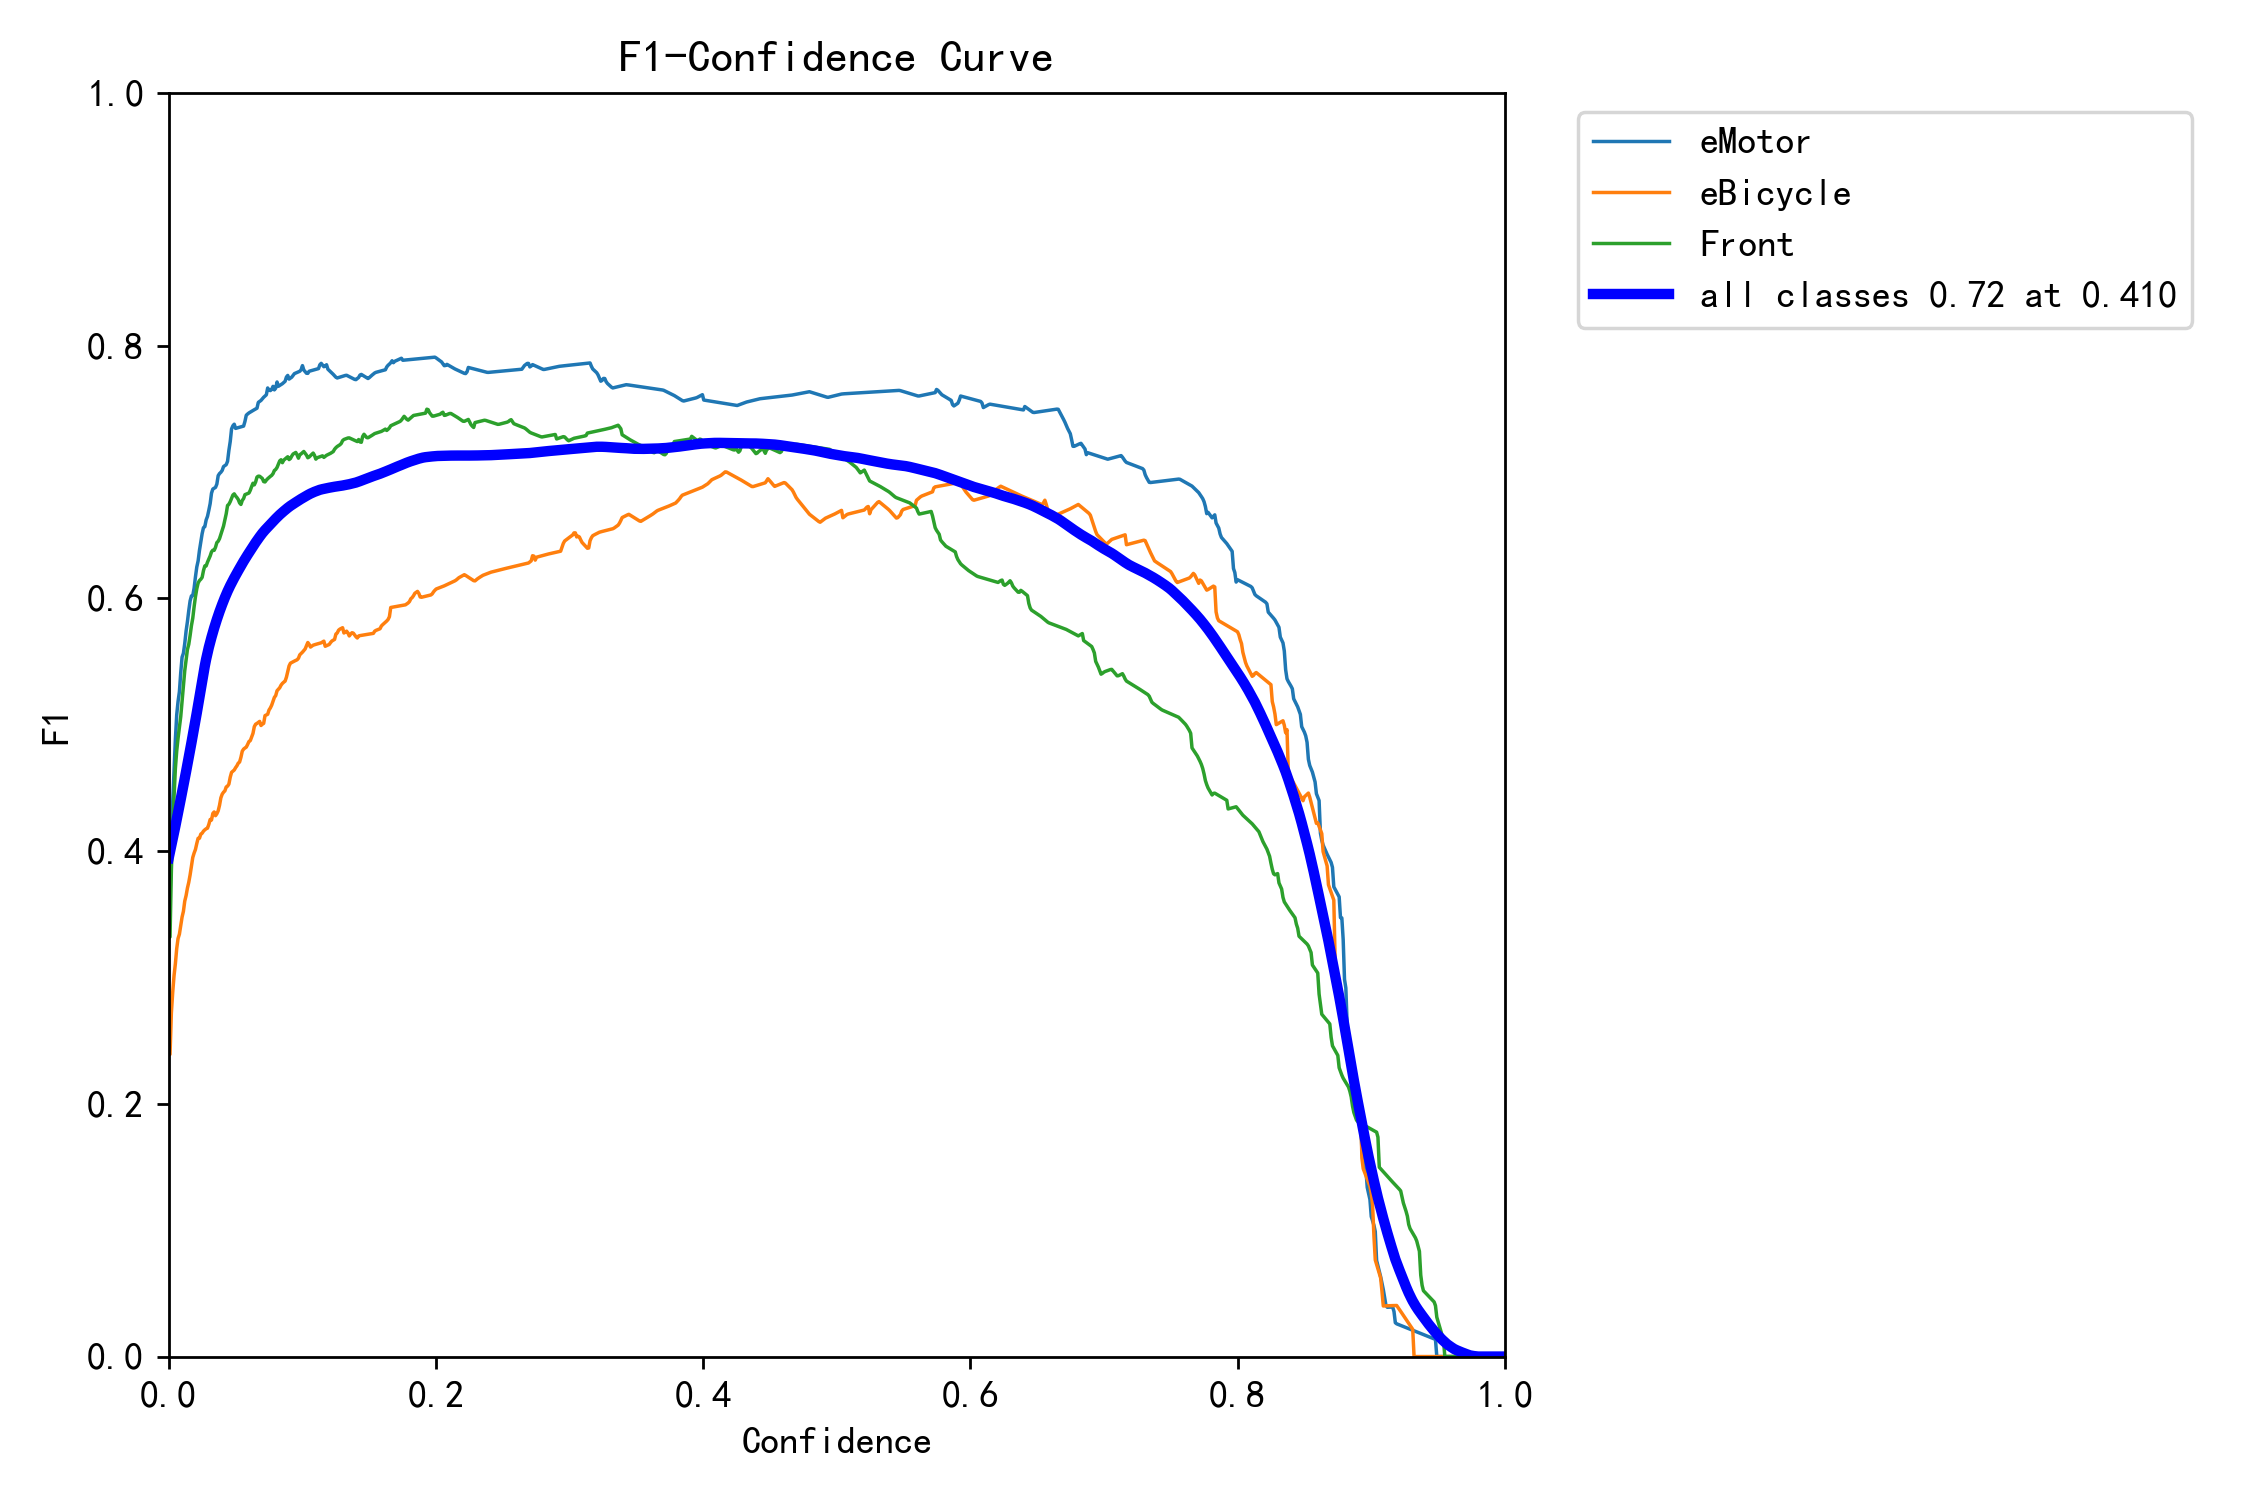 F1-Confidence Curve
1.0
0.8
0.6
0.4
0.2
0.0
F1
0.0 0.2 0.4 0.6 0.8 1.0
Confidence
eMotor
eBicycle
Front
all classes 0.72 at 0.410